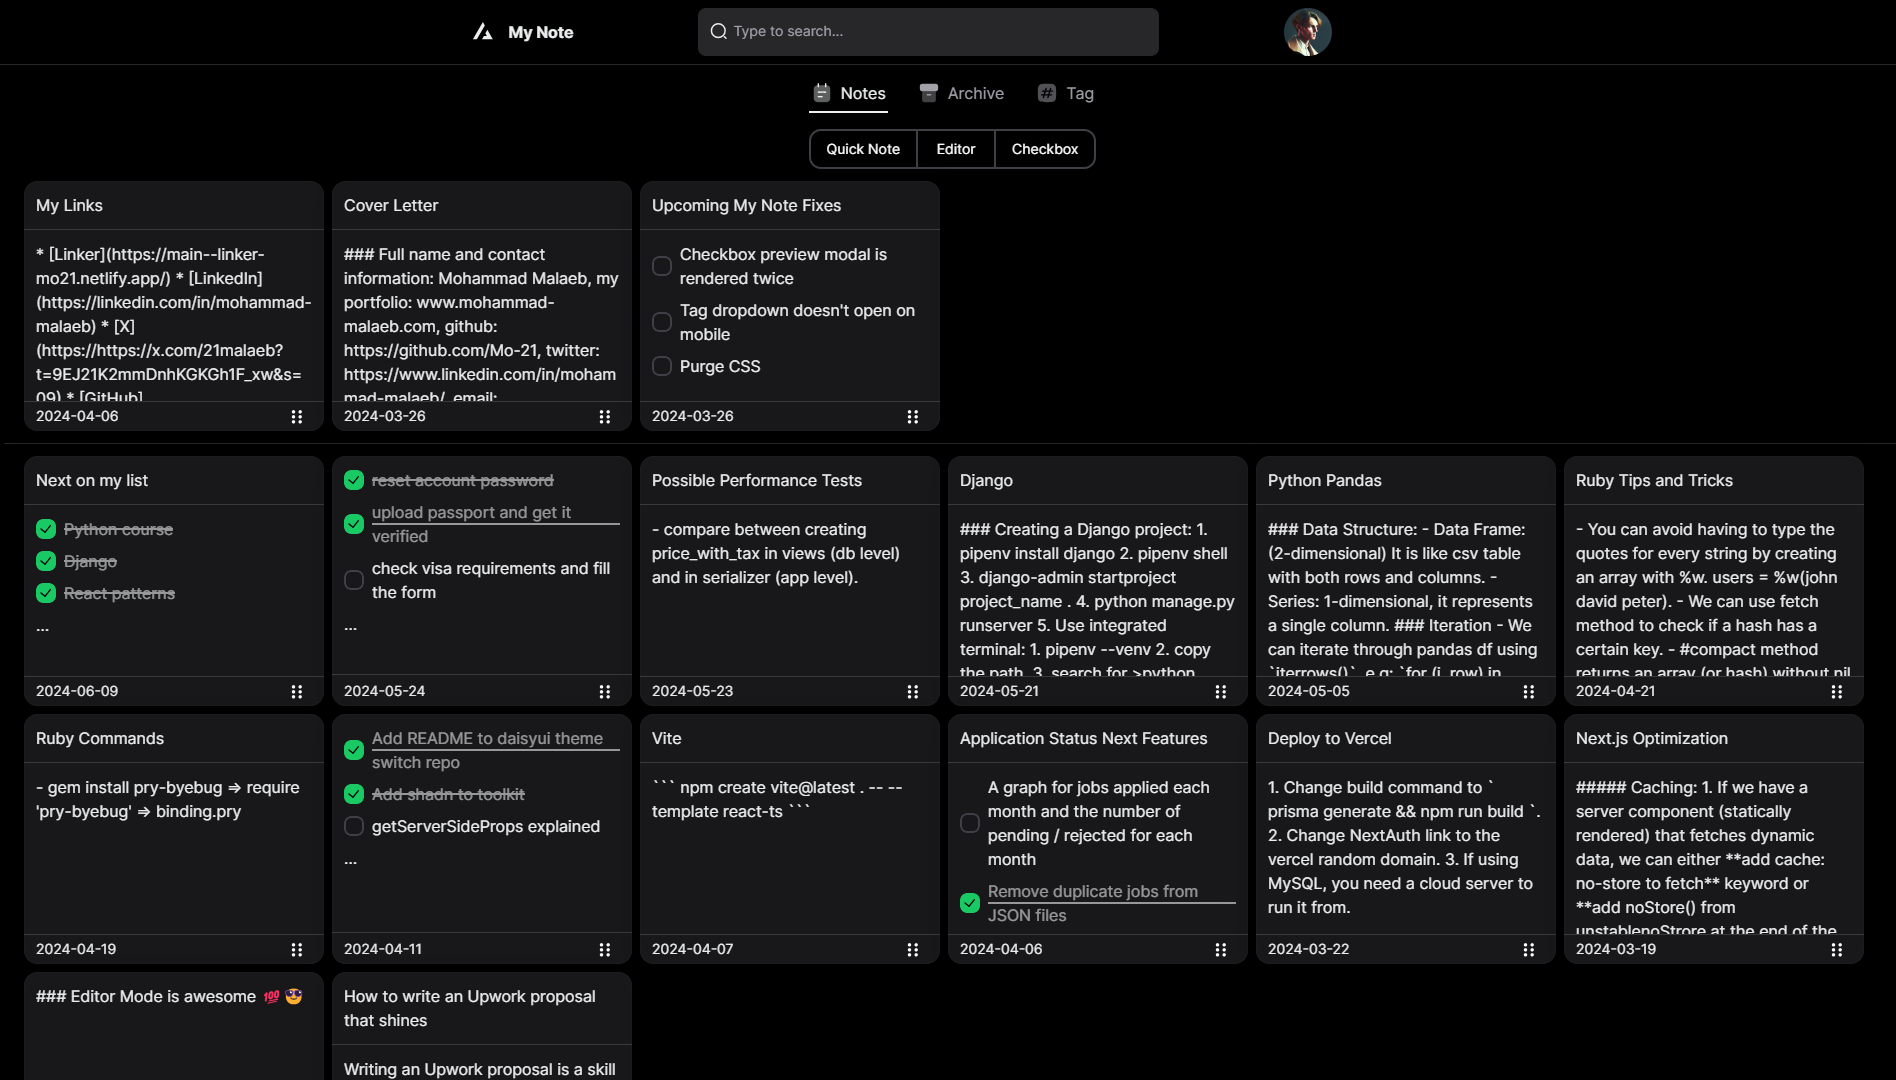 My Note
Type to search...
Notes
Archive
# Tag
Quick Note
Editor
Checkbox
My Links
* [Linker](https://main--linker-
mo21.netlify.app/) * [LinkedIn]
(https://linkedin.com/in/mohammad-
malaeb) * [X]
(https://https://x.com/21malaeb?
t=9EJ21K2mmDnhKGKGh1F_xw&s=
09) * [GitHub]
2024-04-06
Cover Letter
### Full name and contact
information: Mohammad Malaeb, my
portfolio: www.mohammad-
malaeb.com, github:
https://github.com/Mo-21, twitter:
https://www.linkedin.com/in/moham
mad-malaeb/, email:
2024-03-26
Upcoming My Note Fixes
Checkbox preview modal is
rendered twice
Tag dropdown doesn't open on
mobile
Purge CSS
2024-03-26
Next on my list
Python course
Django
React patterns
...
2024-06-09
reset account password
upload passport and get it
verified
check visa requirements and fill
the form
...
2024-05-24
Possible Performance Tests
- compare between creating
price_with_tax in views (db level)
and in serializer (app level).
2024-05-23
Django
### Creating a Django project: 1.
pipenv install django 2. pipenv shell
3. django-admin startproject
project_name . 4. python manage.py
runserver 5. Use integrated
terminal: 1. pipenv --venv 2. copy
the path. 3. search for >python
2024-05-21
Python Pandas
### Data Structure: - Data Frame:
(2-dimensional) It is like csv table
with both rows and columns. -
Series: 1-dimensional, it represents
a single column. ### Iteration - We
can iterate through pandas df using
`iterrows()`. e.g: `for (i, row) in
2024-05-05
Ruby Tips and Tricks
- You can avoid having to type the
quotes for every string by creating
an array with %w. users = %w(john
david peter). - We can use fetch
method to check if a hash has a
certain key. - #compact method
returns an array (or hash) without nil
2024-04-21
Ruby Commands
- gem install pry-byebug => require
'pry-byebug' => binding.pry
2024-04-19
Add README to daisyui theme
switch repo
Add shadn to toolkit
getServerSideProps explained
...
2024-04-11
Vite
``` npm create vite@latest . -- --
template react-ts ```
2024-04-07
Application Status Next Features
A graph for jobs applied each
month and the number of
pending / rejected for each
month
Remove duplicate jobs from
JSON files
2024-04-06
Deploy to Vercel
1. Change build command to `
prisma generate && npm run build `.
2. Change NextAuth link to the
vercel random domain. 3. If using
MySQL, you need a cloud server to
run it from.
2024-03-22
Next.js Optimization
##### Caching: 1. If we have a
server component (statically
rendered) that fetches dynamic
data, we can either **add cache:
no-store to fetch** keyword or
**add noStore() from
unstablenoStrore at the end of the
2024-03-19
### Editor Mode is awesome 💯 😎
How to write an Upwork proposal
that shines
Writing an Upwork proposal is a skill